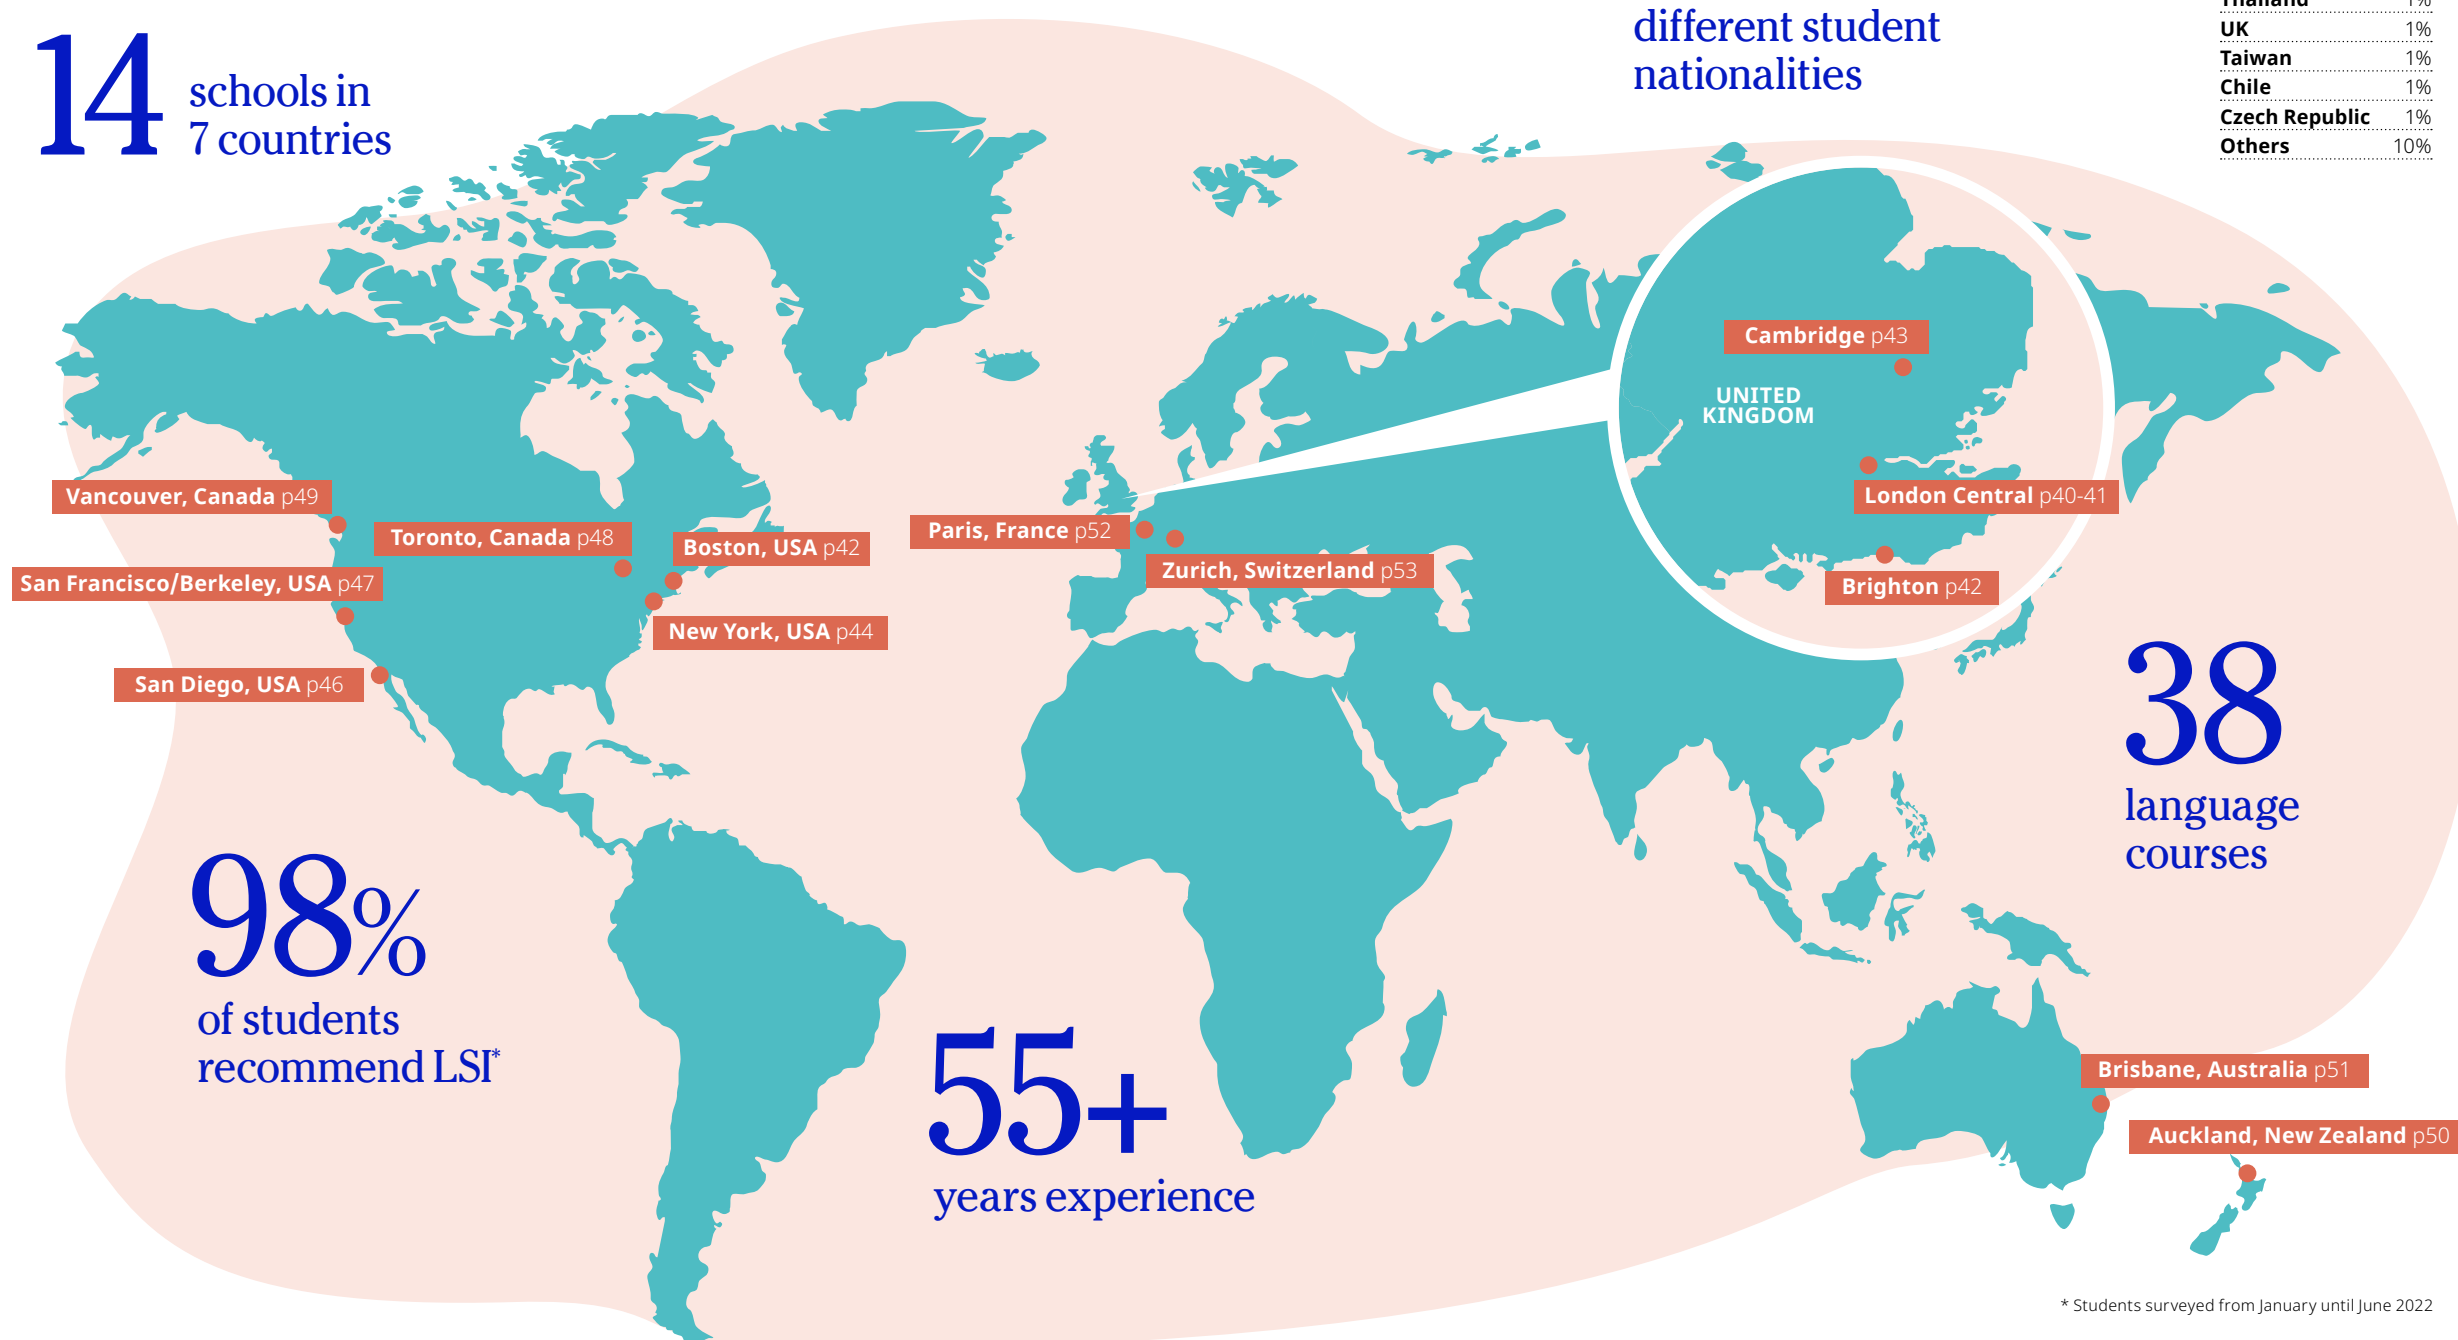 14
schools in
7 countries
different student
nationalities
Thailand 1%
UK 1%
Taiwan 1%
Chile 1%
Czech Republic 1%
Others 10%
Cambridge p43
UNITED
KINGDOM
London Central p40-41
Brighton p42
Vancouver, Canada p49
Toronto, Canada p48
Boston, USA p42
San Francisco/Berkeley, USA p47
New York, USA p44
San Diego, USA p46
Paris, France p52
Zurich, Switzerland p53
38
language
courses
98%
of students
recommend LSI*
55+
years experience
Brisbane, Australia p51
Auckland, New Zealand p50
* Students surveyed from January until June 2022